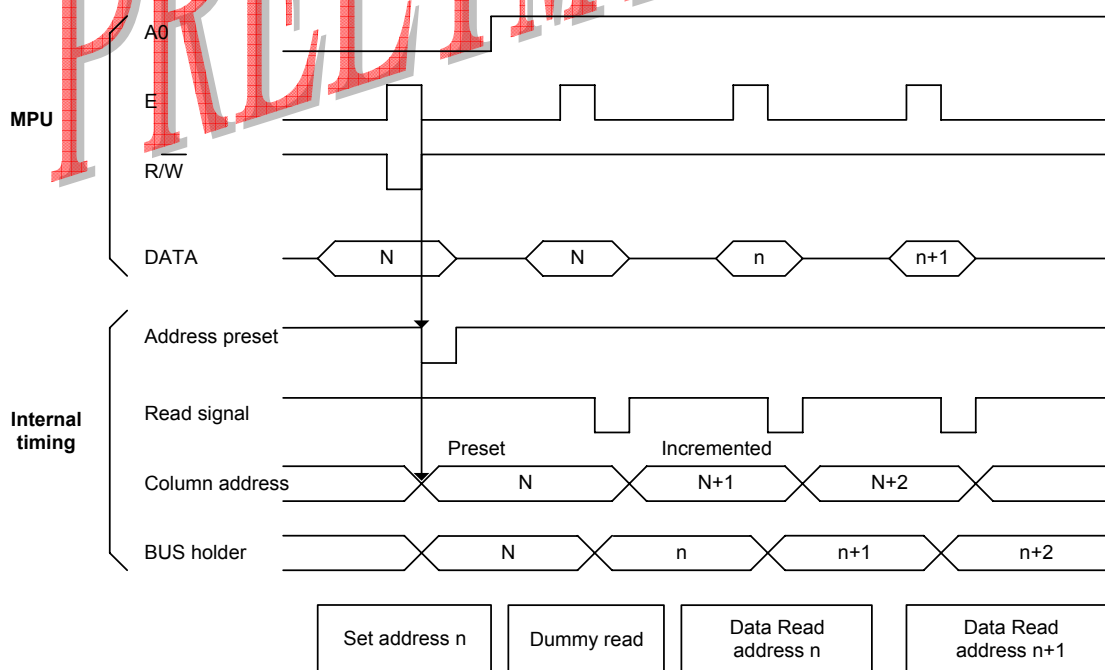 PRELIM
A0
E
MPU
R/W
DATA
N
N
n
n+1
Address preset
Internal
timing
Read signal
Preset
Incremented
Column address
N
N+1
N+2
BUS holder
N
n
n+1
n+2
Set address n
Dummy read
Data Read
address n
Data Read
address n+1